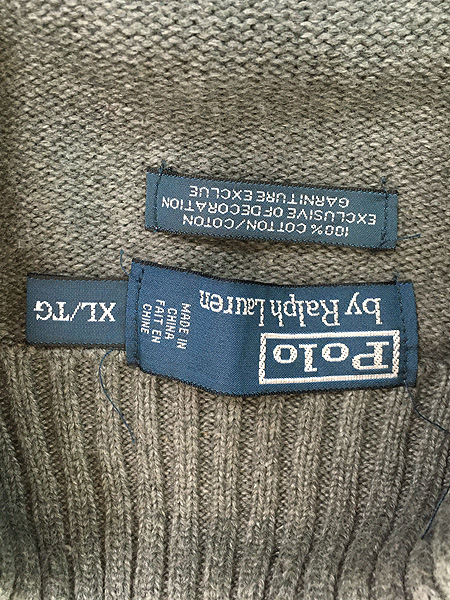 Polo
by Ralph Lauren
MADE IN
CHINA
FAIT EN
CHINE
XL/TG
100% COTTON/COTON
EXCLUSIVE OF DECORATION
GARNITURE EXCLUE